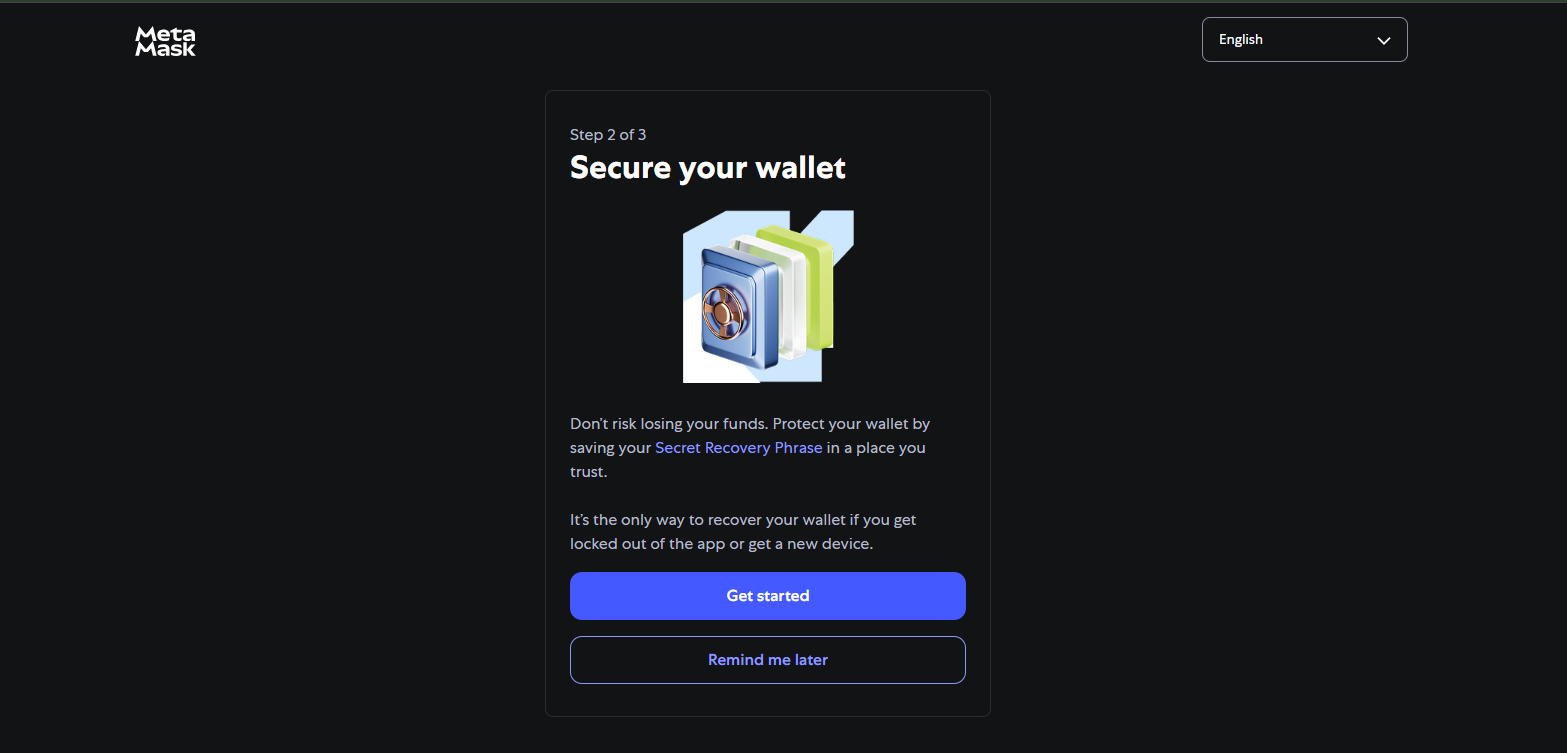 Meta
Mask
English
Step 2 of 3
Secure your wallet
Don’t risk losing your funds. Protect your wallet by
saving your Secret Recovery Phrase in a place you
trust.
It’s the only way to recover your wallet if you get
locked out of the app or get a new device.
Get started
Remind me later